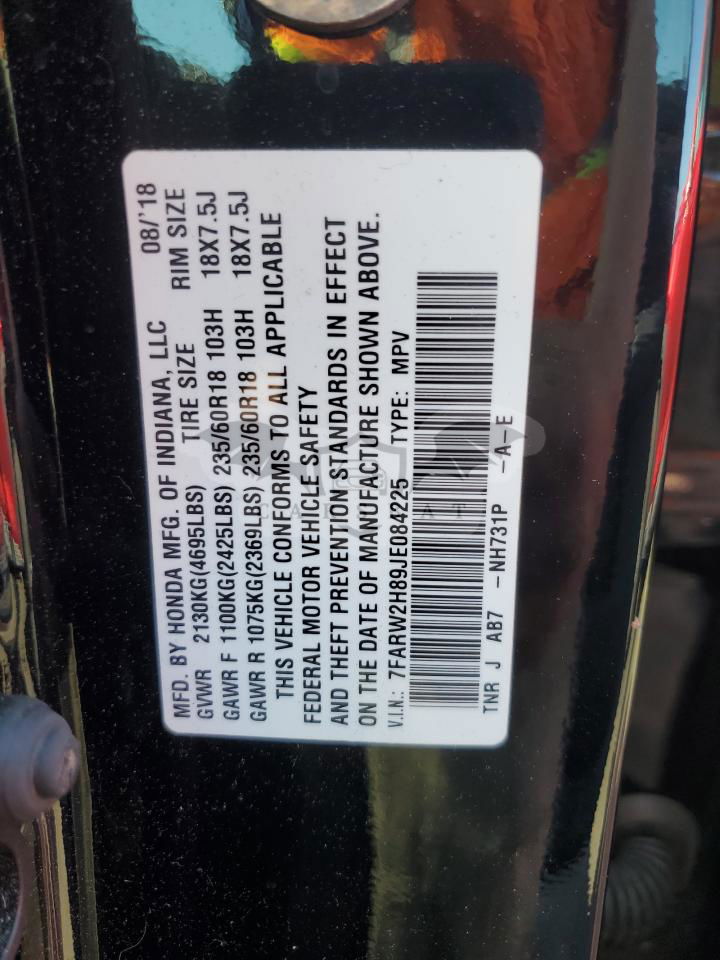 MFD. BY HONDA MFG. OF INDIANA, LLC 08/'18
GVWR 2130KG(4695LBS) TIRE SIZE RIM SIZE
GAWR F 1100KG(2425LBS) 235/60R18 103H 18X7.5J
GAWR R 1075KG(2369LBS) 235/60R18 103H 18X7.5J
THIS VEHICLE CONFORMS TO ALL APPLICABLE
FEDERAL MOTOR VEHICLE SAFETY
AND THEFT PREVENTION STANDARDS IN EFFECT
ON THE DATE OF MANUFACTURE SHOWN ABOVE.
V.I.N.: 7FARW2H89JE084225 TYPE: MPV
TNR J AB7 -NH731P -A-E